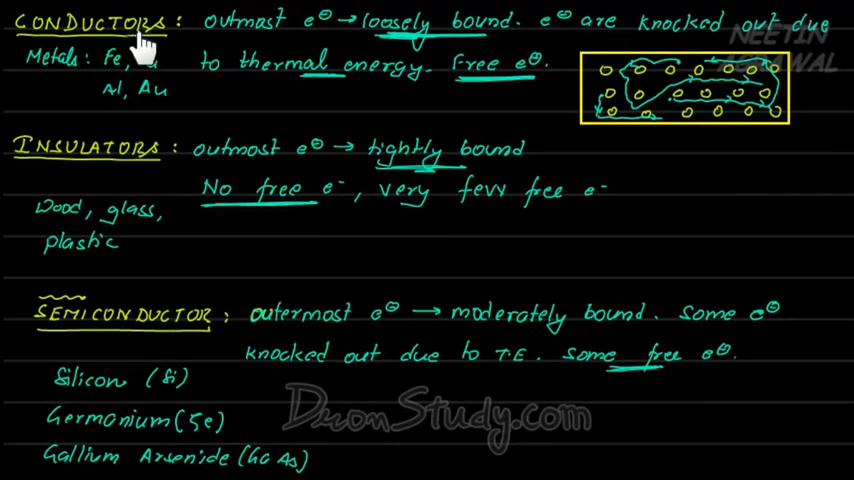 CONDUCTORS : outmost e⊖ → loosely bound. e⊖ are knocked out due
Metals : Fe, to thermal energy. Free e⊖.
Al, Au
NEETIN
AGRAWAL
INSULATORS : outmost e⊖ → tightly bound
No free e-, very few free e-
Wood, glass,
plastic
SEMICONDUCTOR : outermost e⊖ → moderately bound. Some e⊖
knocked out due to T.E. Some free e⊖.
Silicon (Si)
Germanium (Ge)
Gallium Arsenide (Ga As)
DronStudy.com